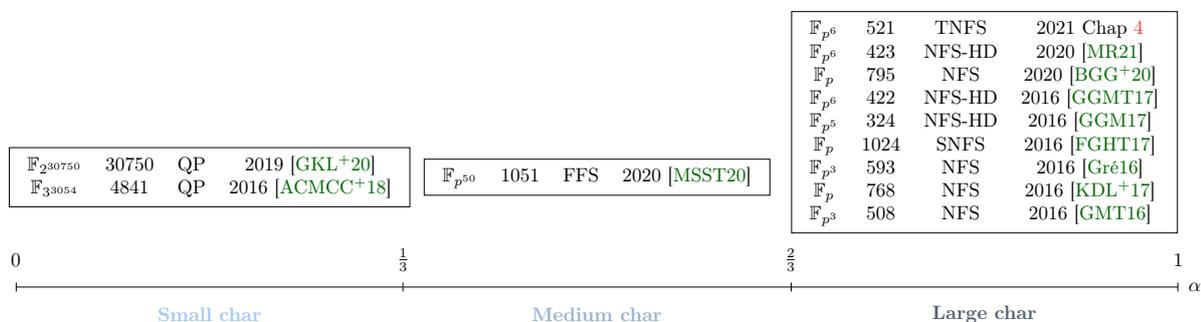 𝔽_{p^6} 521 TNFS 2021 Chap 4
𝔽_{p^6} 423 NFS-HD 2020 [MR21]
𝔽_p 795 NFS 2020 [BGG+20]
𝔽_{p^6} 422 NFS-HD 2016 [GGMT17]
𝔽_{p^5} 324 NFS-HD 2016 [GGM17]
𝔽_p 1024 SNFS 2016 [FGHT17]
𝔽_{p^3} 593 NFS 2016 [Gré16]
𝔽_p 768 NFS 2016 [KDL+17]
𝔽_{p^3} 508 NFS 2016 [GMT16]
𝔽_{2^{30750}} 30750 QP 2019 [GKL+20]
𝔽_{3^{3054}} 4841 QP 2016 [ACMCC+18]
𝔽_{p^{50}} 1051 FFS 2020 [MSST20]
0 1/3 2/3 1
α
Small char Medium char Large char